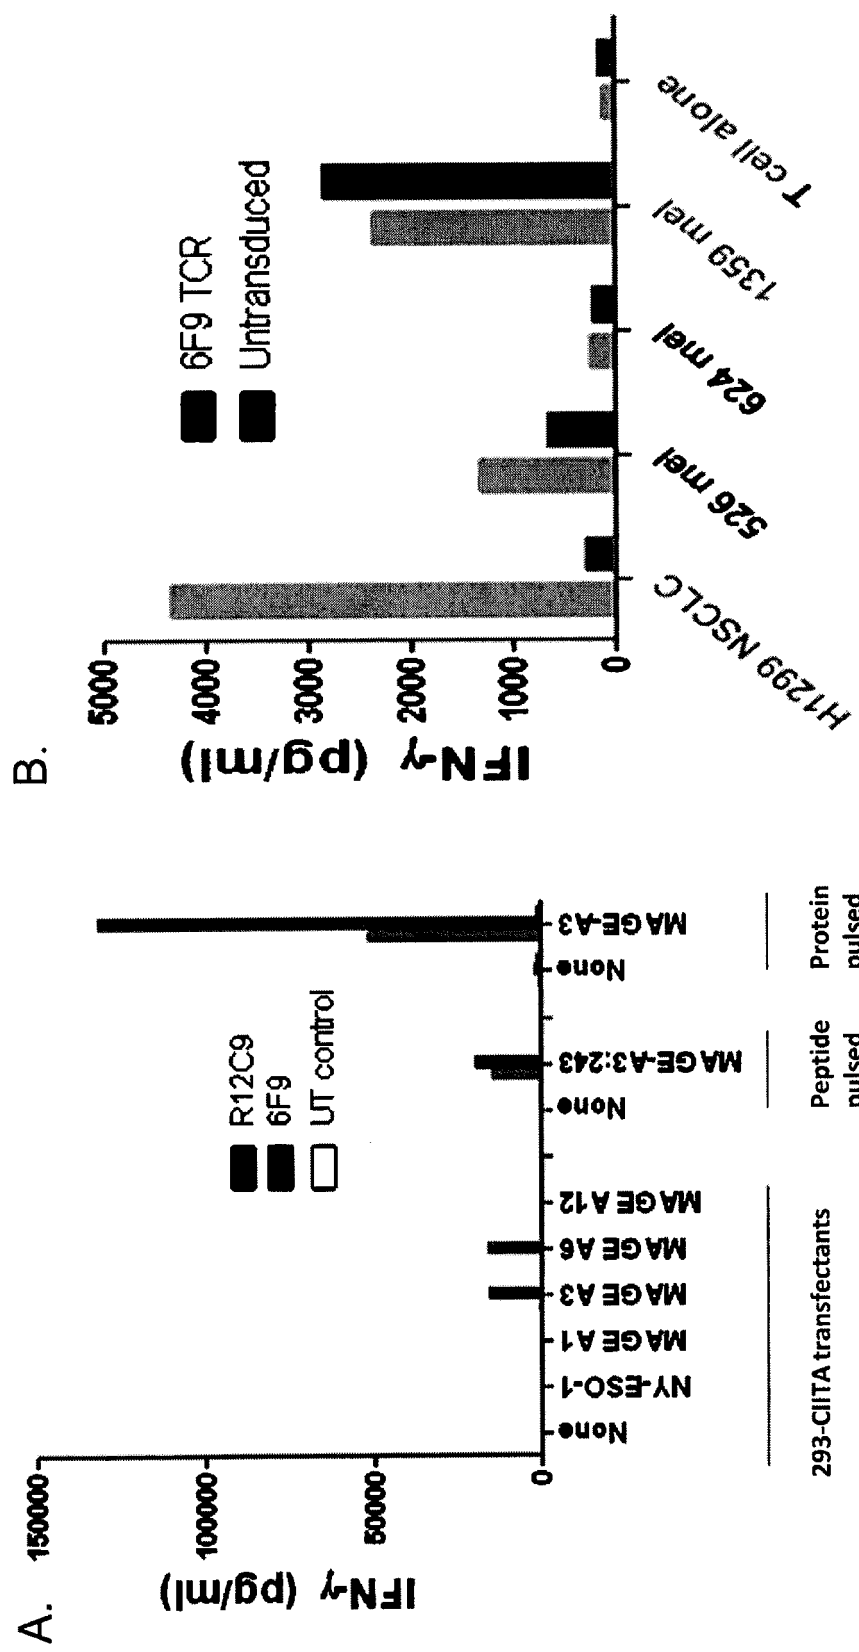 A.
IFN-γ (pg/ml)
150000
100000
50000
0
R12C9
6F9
UT control
None
NY-ESO-1
MAGE A1
MAGE A3
MAGE A6
MAGE A12
None
MAGE-A3:243
None
MAGE-A3
293-CIITA transfectants
Peptide
pulsed
Protein
pulsed
B.
IFN-γ (pg/ml)
5000
4000
3000
2000
1000
0
6F9 TCR
Untransduced
H1299 NSCLC
526 mel
624 mel
1359 mel
T cell alone